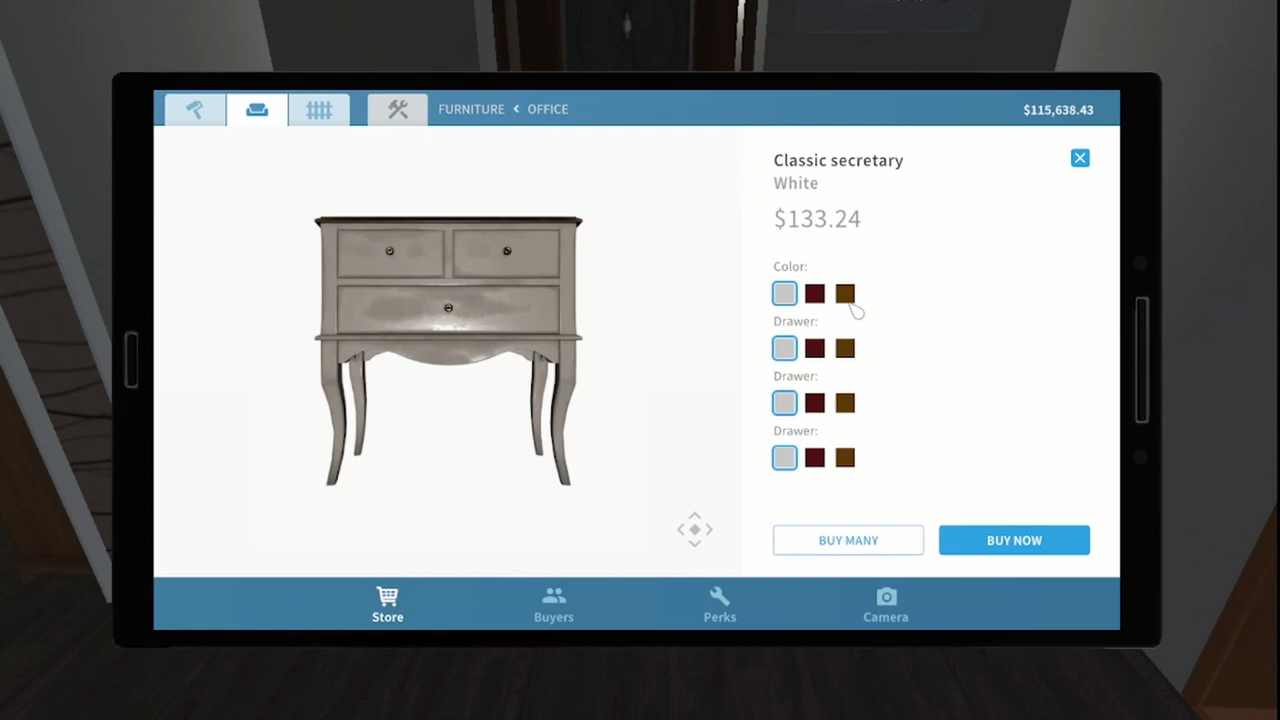 FURNITURE < OFFICE
$115,638.43
Classic secretary
White
$133.24
Color:
Drawer:
Drawer:
Drawer:
BUY MANY
BUY NOW
Store
Buyers
Perks
Camera